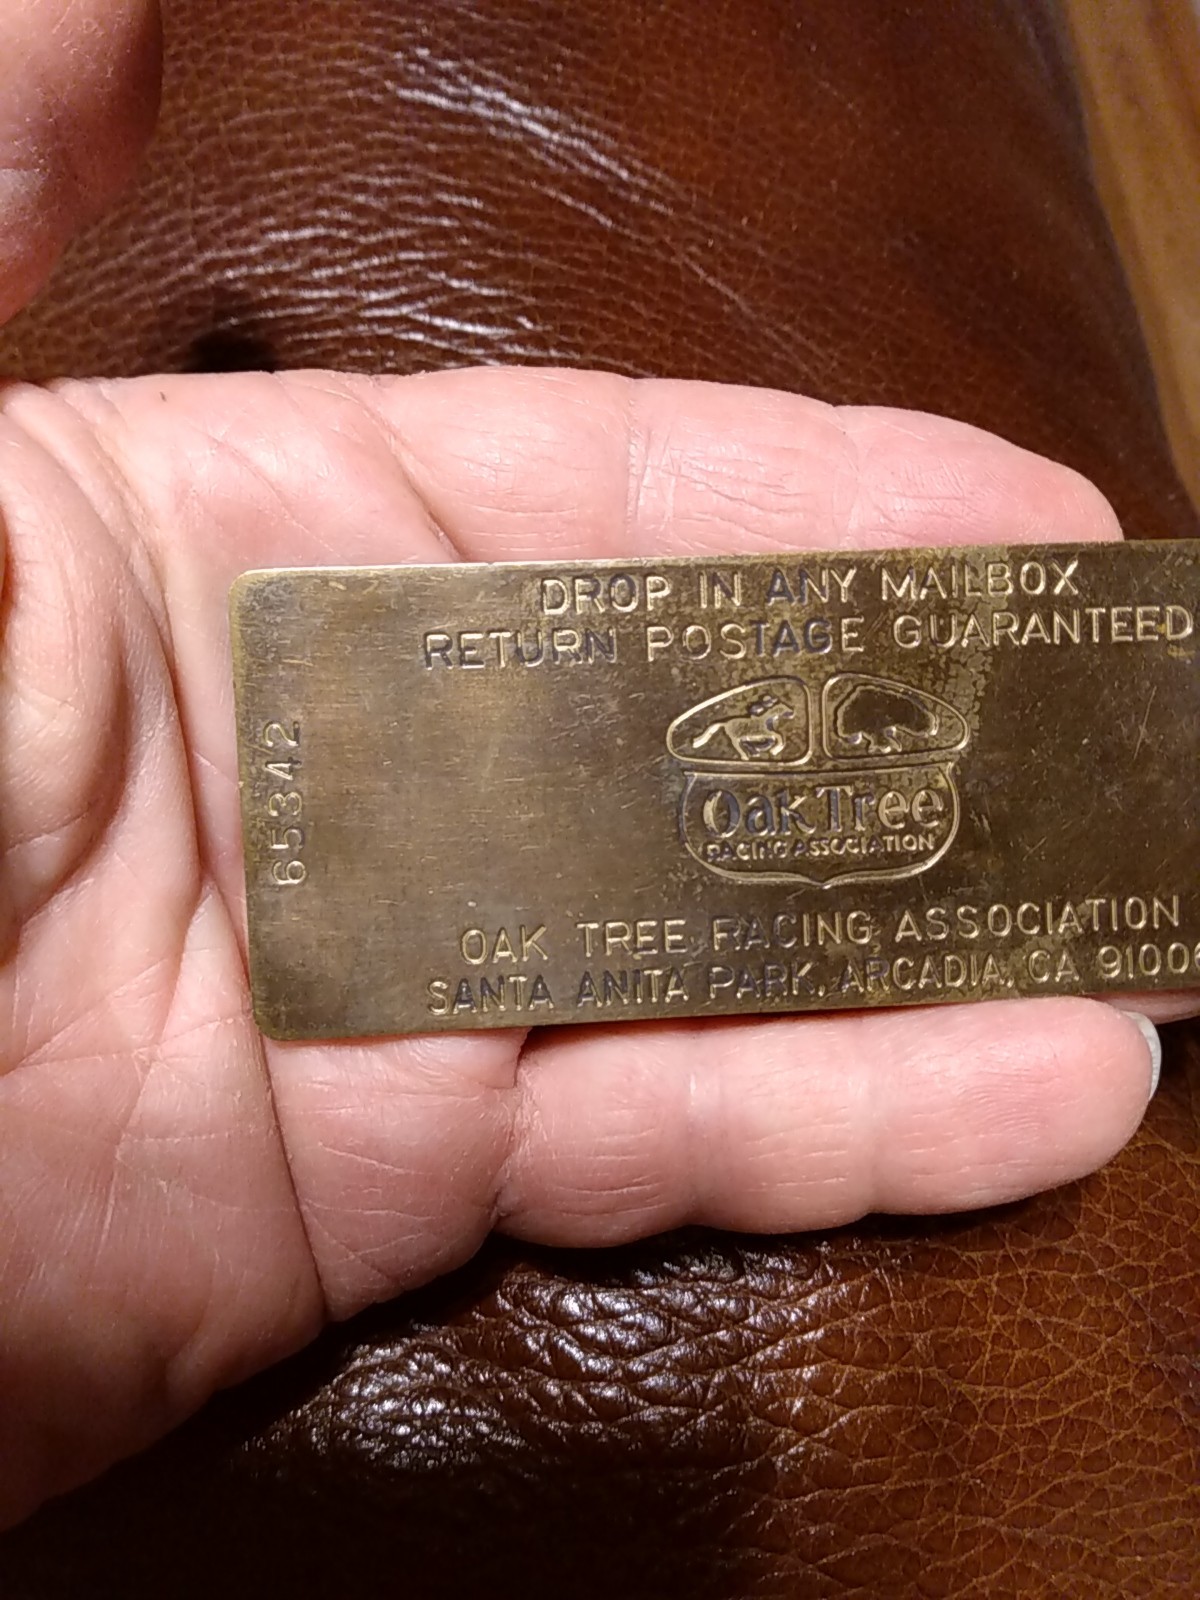 DROP IN ANY MAILBOX
RETURN POSTAGE GUARANTEED
65342
Oak Tree
RACING ASSOCIATION
OAK TREE RACING ASSOCIATION
SANTA ANITA PARK, ARCADIA, CA 91006